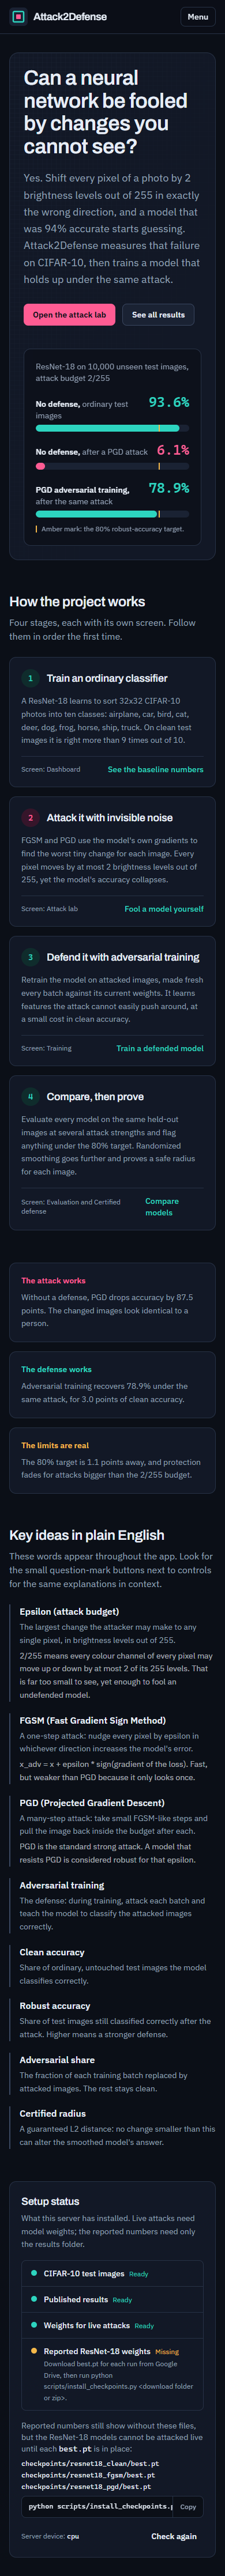 Attack2Defense
Menu
Can a neural
network be fooled
by changes you
cannot see?
Yes. Shift every pixel of a photo by 2
brightness levels out of 255 in exactly
the wrong direction, and a model that
was 94% accurate starts guessing.
Attack2Defense measures that failure
on CIFAR-10, then trains a model that
holds up under the same attack.
Open the attack lab
See all results
ResNet-18 on 10,000 unseen test images,
attack budget 2/255
No defense, ordinary test
images
93.6%
No defense, after a PGD attack
6.1%
PGD adversarial training,
after the same attack
78.9%
Amber mark: the 80% robust-accuracy target.
How the project works
Four stages, each with its own screen. Follow
them in order the first time.
1
Train an ordinary classifier
A ResNet-18 learns to sort 32x32 CIFAR-10
photos into ten classes: airplane, car, bird, cat,
deer, dog, frog, horse, ship, truck. On clean test
images it is right more than 9 times out of 10.
Screen: Dashboard
See the baseline numbers
2
Attack it with invisible noise
FGSM and PGD use the model's own gradients to
find the worst tiny change for each image. Every
pixel moves by at most 2 brightness levels out of
255, yet the model's accuracy collapses.
Screen: Attack lab
Fool a model yourself
3
Defend it with adversarial training
Retrain the model on attacked images, made fresh
every batch against its current weights. It learns
features the attack cannot easily push around, at
a small cost in clean accuracy.
Screen: Training
Train a defended model
4
Compare, then prove
Evaluate every model on the same held-out
images at several attack strengths and flag
anything under the 80% target. Randomized
smoothing goes further and proves a safe radius
for each image.
Screen: Evaluation and Certified
defense
Compare
models
The attack works
Without a defense, PGD drops accuracy by 87.5
points. The changed images look identical to a
person.
The defense works
Adversarial training recovers 78.9% under the
same attack, for 3.0 points of clean accuracy.
The limits are real
The 80% target is 1.1 points away, and protection
fades for attacks bigger than the 2/255 budget.
Key ideas in plain English
These words appear throughout the app. Look for
the small question-mark buttons next to controls
for the same explanations in context.
Epsilon (attack budget)
The largest change the attacker may make to any
single pixel, in brightness levels out of 255.
2/255 means every colour channel of every pixel may
move up or down by at most 2 of its 255 levels. That
is far too small to see, yet enough to fool an
undefended model.
FGSM (Fast Gradient Sign Method)
A one-step attack: nudge every pixel by epsilon in
whichever direction increases the model's error.
x_adv = x + epsilon * sign(gradient of the loss). Fast,
but weaker than PGD because it only looks once.
PGD (Projected Gradient Descent)
A many-step attack: take small FGSM-like steps and
pull the image back inside the budget after each.
PGD is the standard strong attack. A model that
resists PGD is considered robust for that epsilon.
Adversarial training
The defense: during training, attack each batch and
teach the model to classify the attacked images
correctly.
Clean accuracy
Share of ordinary, untouched test images the model
classifies correctly.
Robust accuracy
Share of test images still classified correctly after the
attack. Higher means a stronger defense.
Adversarial share
The fraction of each training batch replaced by
attacked images. The rest stays clean.
Certified radius
A guaranteed L2 distance: no change smaller than this
can alter the smoothed model's answer.
Setup status
What this server has installed. Live attacks need
model weights; the reported numbers need only
the results folder.
CIFAR-10 test images Ready
Published results Ready
Weights for live attacks Ready
Reported ResNet-18 weights Missing
Download best.pt for each run from Google
Drive, then run python
scripts/install_checkpoints.py <download folder
or zip>.
Reported numbers still show without these files,
but the ResNet-18 models cannot be attacked live
until each best.pt is in place:
checkpoints/resnet18_clean/best.pt
checkpoints/resnet18_fgsm/best.pt
checkpoints/resnet18_pgd/best.pt
python scripts/install_checkpoints.p
Copy
Server device: cpu
Check again